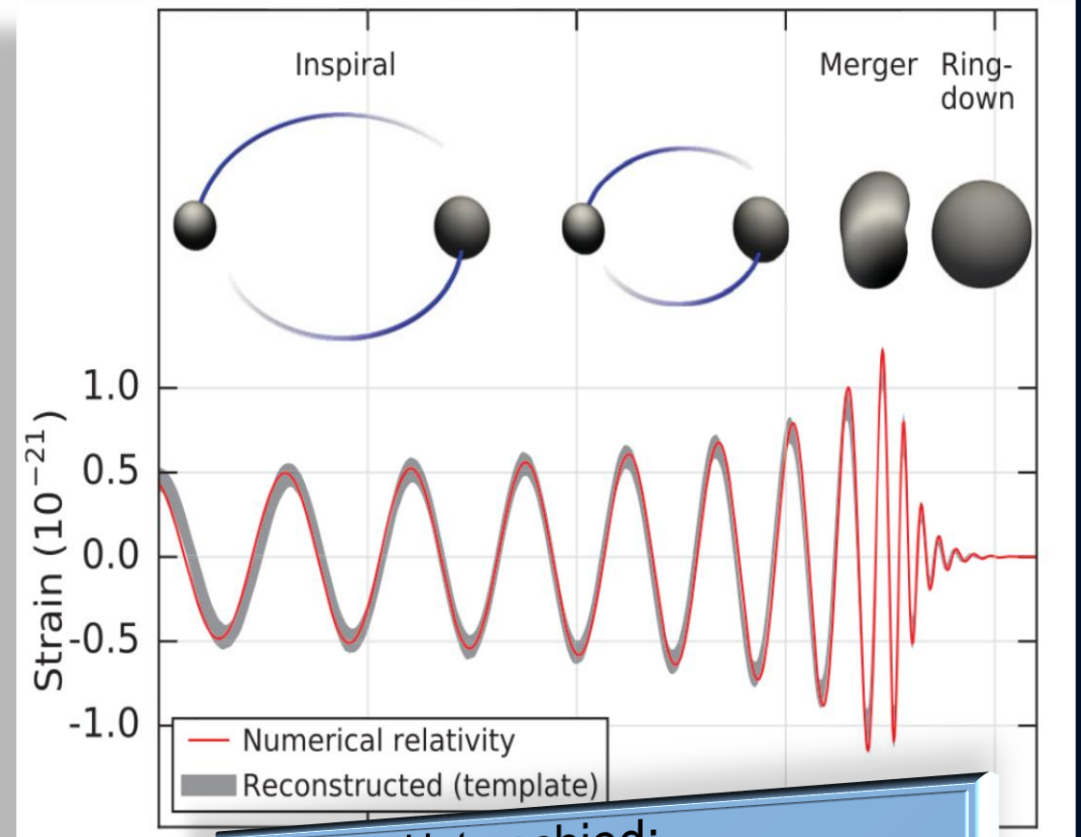 Inspiral
Merger
Ring-
down
Strain (10⁻²¹)
1.0
0.5
0.0
-0.5
-1.0
Numerical relativity
Reconstructed (template)